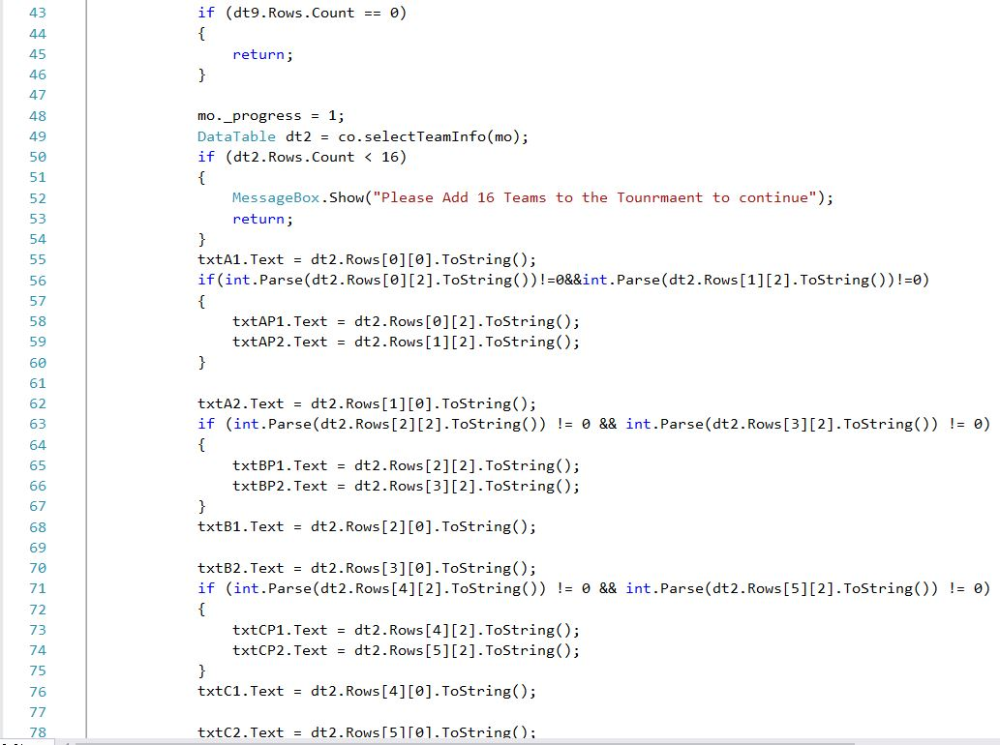 43 if (dt9.Rows.Count == 0)
44 {
45 return;
46 }
47
48 mo._progress = 1;
49 DataTable dt2 = co.selectTeamInfo(mo);
50 if (dt2.Rows.Count < 16)
51 {
52 MessageBox.Show("Please Add 16 Teams to the Tounrmaent to continue");
53 return;
54 }
55 txtA1.Text = dt2.Rows[0][0].ToString();
56 if(int.Parse(dt2.Rows[0][2].ToString())!=0&&int.Parse(dt2.Rows[1][2].ToString())!=0)
57 {
58 txtAP1.Text = dt2.Rows[0][2].ToString();
59 txtAP2.Text = dt2.Rows[1][2].ToString();
60 }
61
62 txtA2.Text = dt2.Rows[1][0].ToString();
63 if (int.Parse(dt2.Rows[2][2].ToString()) != 0 && int.Parse(dt2.Rows[3][2].ToString()) != 0)
64 {
65 txtBP1.Text = dt2.Rows[2][2].ToString();
66 txtBP2.Text = dt2.Rows[3][2].ToString();
67 }
68 txtB1.Text = dt2.Rows[2][0].ToString();
69
70 txtB2.Text = dt2.Rows[3][0].ToString();
71 if (int.Parse(dt2.Rows[4][2].ToString()) != 0 && int.Parse(dt2.Rows[5][2].ToString()) != 0)
72 {
73 txtCP1.Text = dt2.Rows[4][2].ToString();
74 txtCP2.Text = dt2.Rows[5][2].ToString();
75 }
76 txtC1.Text = dt2.Rows[4][0].ToString();
77
78 txtC2.Text = dt2.Rows[5][0].ToString();